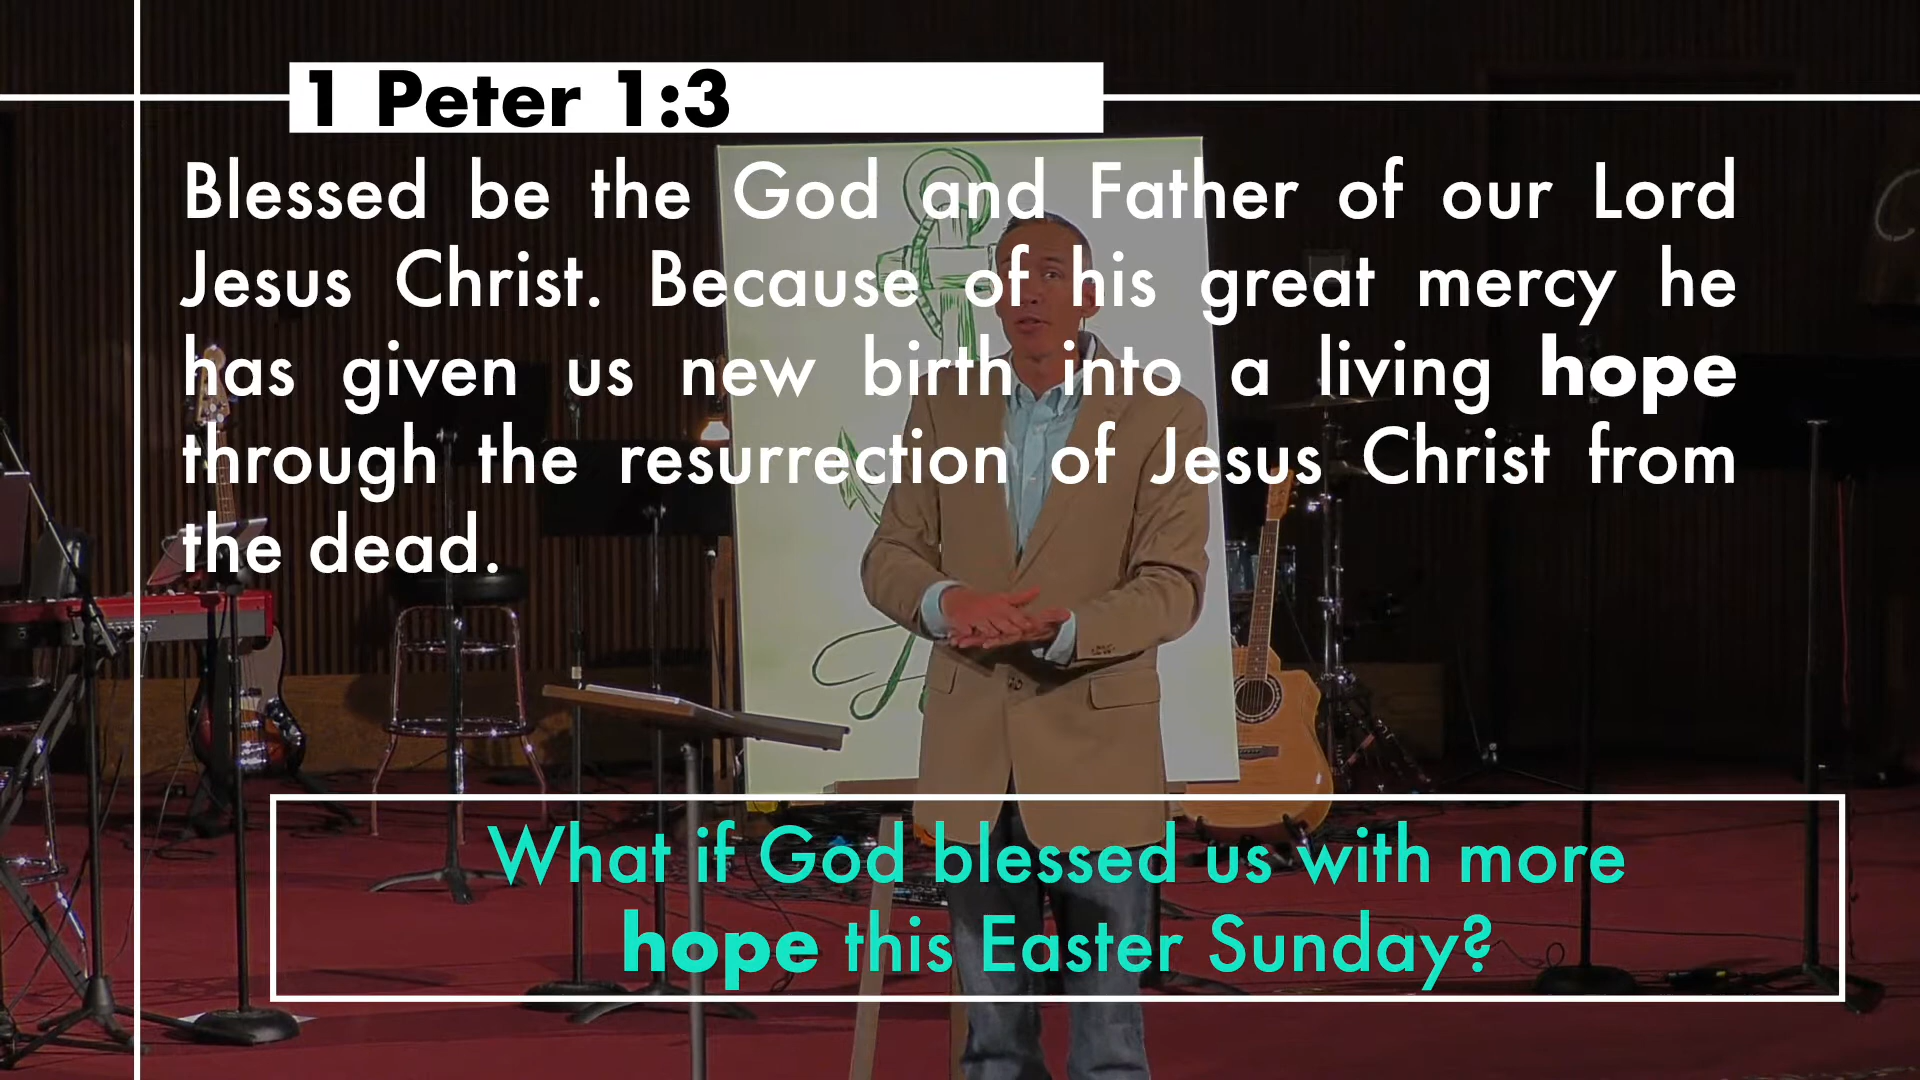 1 Peter 1:3
Blessed be the God and Father of our Lord
Jesus Christ. Because of his great mercy he
has given us new birth into a living hope
through the resurrection of Jesus Christ from
the dead.
What if God blessed us with more
hope this Easter Sunday?